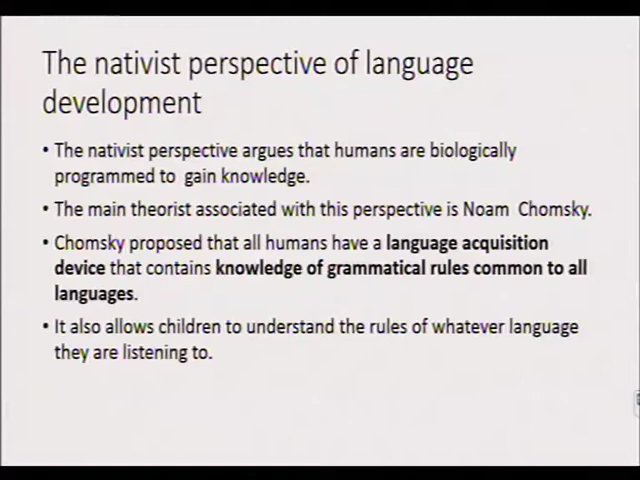 The nativist perspective of language
development
• The nativist perspective argues that humans are biologically
programmed to gain knowledge.
• The main theorist associated with this perspective is Noam Chomsky.
• Chomsky proposed that all humans have a language acquisition
device that contains knowledge of grammatical rules common to all
languages.
• It also allows children to understand the rules of whatever language
they are listening to.